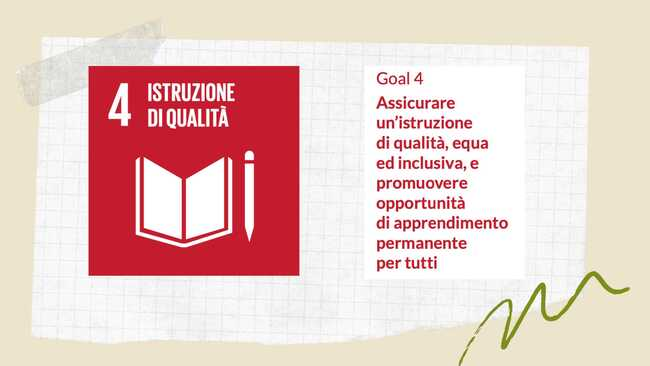 4
ISTRUZIONE
DI QUALITÀ
Goal 4
Assicurare
un’istruzione
di qualità, equa
ed inclusiva, e
promuovere
opportunità
di apprendimento
permanente
per tutti